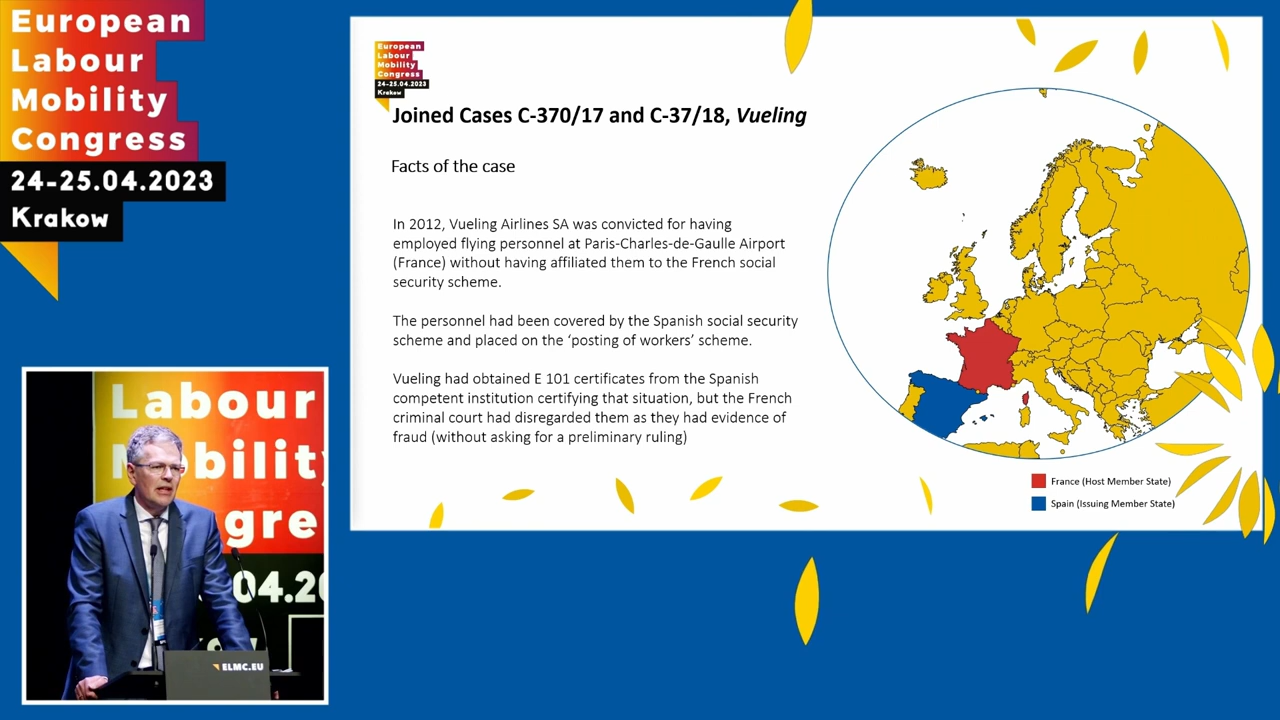 European
Labour
Mobility
Congress
24-25.04.2023
Krakow
European
Labour
Mobility
Congress
24-25.04.2023
Krakow
Joined Cases C-370/17 and C-37/18, Vueling
Facts of the case
In 2012, Vueling Airlines SA was convicted for having
employed flying personnel at Paris-Charles-de-Gaulle Airport
(France) without having affiliated them to the French social
security scheme.
The personnel had been covered by the Spanish social security
scheme and placed on the ‘posting of workers’ scheme.
Vueling had obtained E 101 certificates from the Spanish
competent institution certifying that situation, but the French
criminal court had disregarded them as they had evidence of
fraud (without asking for a preliminary ruling)
France (Host Member State)
Spain (Issuing Member State)
Labour
ELMC.EU